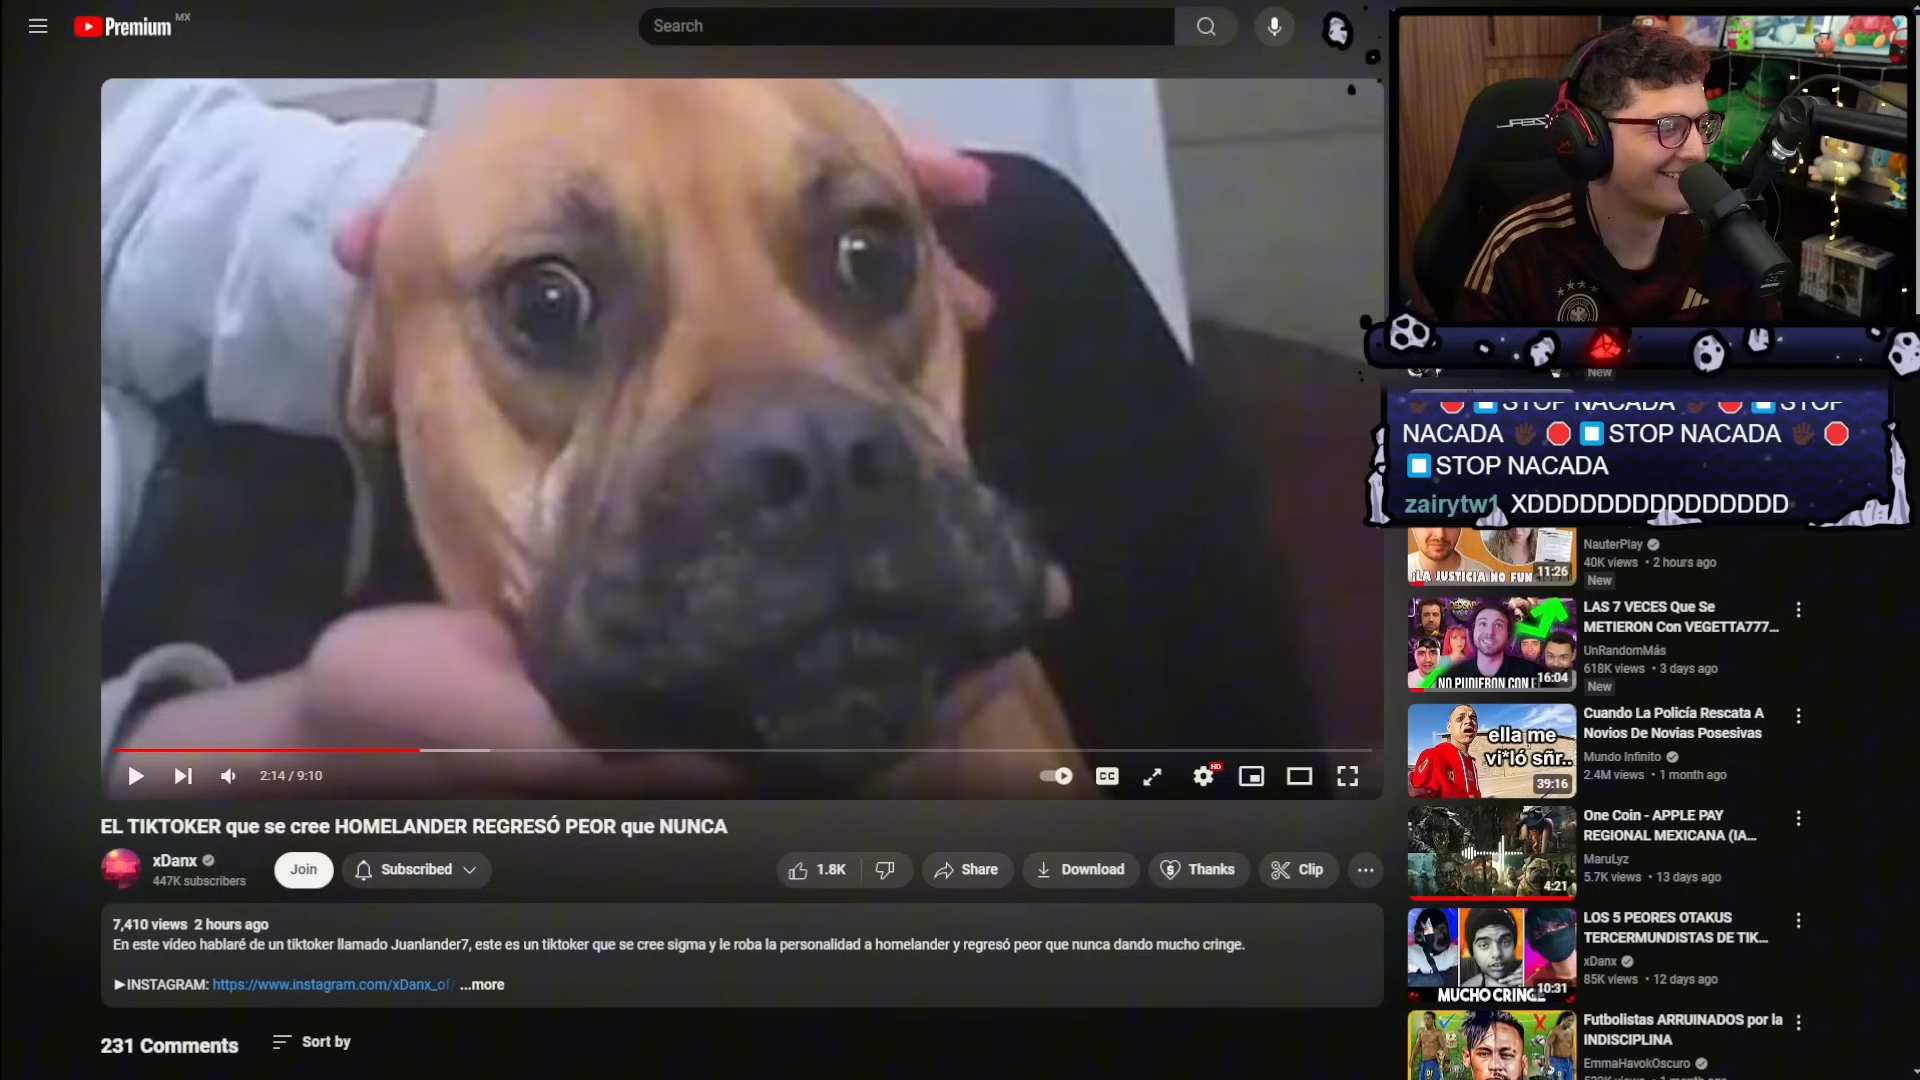 Premium MX
Search
2:14 / 9:10
CC
HD
EL TIKTOKER que se cree HOMELANDER REGRESÓ PEOR que NUNCA
xDanx
447K subscribers
Join
Subscribed
1.8K
Share
Download
Thanks
Clip
7,410 views 2 hours ago
En este vídeo hablaré de un tiktoker llamado Juanlander7, este es un tiktoker que se cree sigma y le roba la personalidad a homelander y regresó peor que nunca dando mucho cringe.
►INSTAGRAM: https://www.instagram.com/xDanx_of/ ...more
231 Comments
Sort by
New
STOP NACADA STOP
NACADA STOP NACADA
STOP NACADA
zairytw1 XDDDDDDDDDDDDDDD
¡LA JUSTICIA NO FUN
11:26
NauterPlay
40K views • 2 hours ago
New
NO PUDIERON CON
16:04
LAS 7 VECES Que Se
METIERON Con VEGETTA777...
UnRandomMás
618K views • 3 days ago
New
ella me
vi*ló sñr..
39:16
Cuando La Policía Rescata A
Novios De Novias Posesivas
Mundo Infinito
2.4M views • 1 month ago
4:21
One Coin - APPLE PAY
REGIONAL MEXICANA (IA...
MaruLyz
5.7K views • 13 days ago
MUCHO CRINGE
10:31
LOS 5 PEORES OTAKUS
TERCERMUNDISTAS DE TIK...
xDanx
85K views • 12 days ago
Futbolistas ARRUINADOS por la
INDISCIPLINA
EmmaHavokOscuro